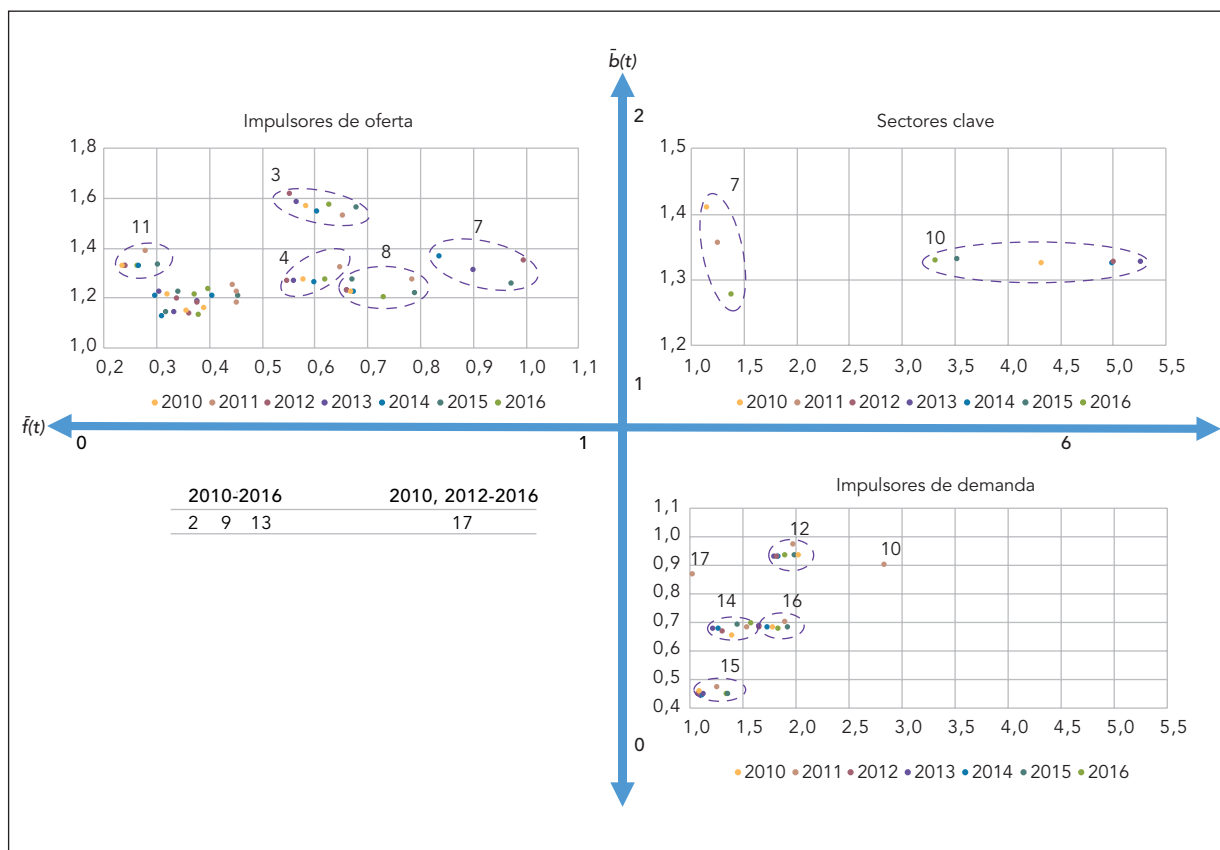 b̄(t)
2
Impulsores de oferta
1,8
1,6
1,4
1,2
1,0
3
11
4
8
7
0,2 0,3 0,4 0,5 0,6 0,7 0,8 0,9 1,0 1,1
2010 2011 2012 2013 2014 2015 2016
Sectores clave
1,5
1,4
1,3
1,2
7
10
1,0 1,5 2,0 2,5 3,0 3,5 4,0 4,5 5,0 5,5
2010 2011 2012 2013 2014 2015 2016
1
f̄(t)
0 1 6
2010-2016 2010, 2012-2016
2 9 13 17
Impulsores de demanda
1,1
1,0
0,9
0,8
0,7
0,6
0,5
0,4
12
17
10
14 16
15
1,0 1,5 2,0 2,5 3,0 3,5 4,0 4,5 5,0 5,5
2010 2011 2012 2013 2014 2015 2016
0